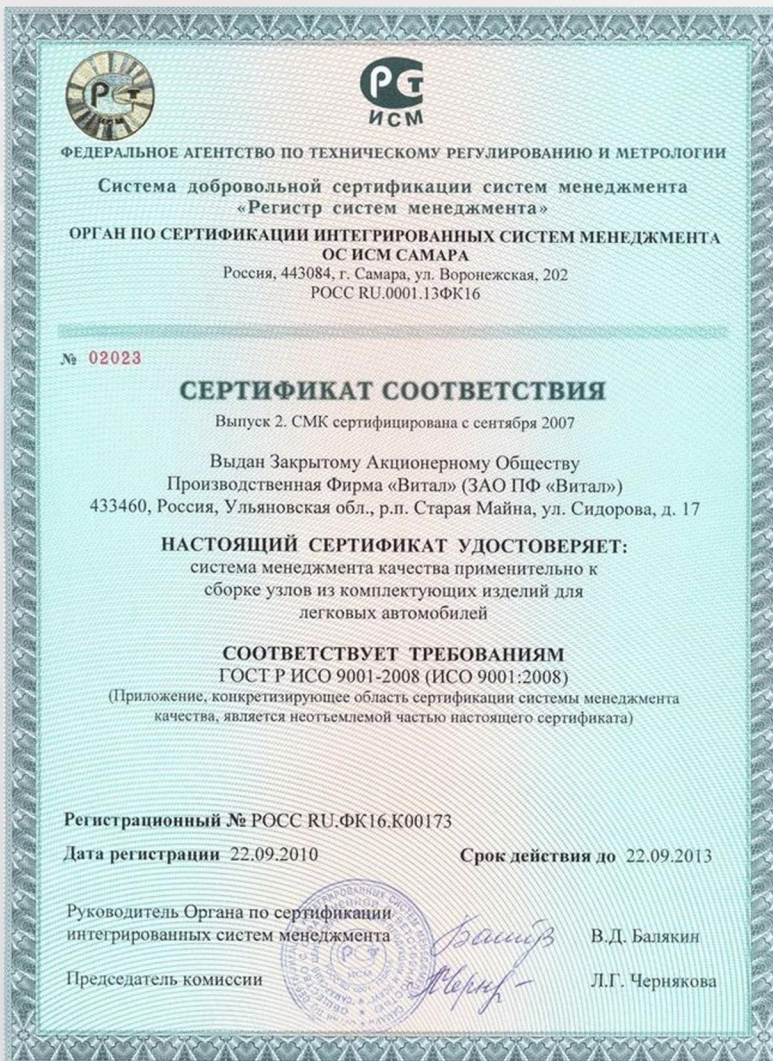 РСТ
ИСМ
РСТ
ИСМ
ФЕДЕРАЛЬНОЕ АГЕНТСТВО ПО ТЕХНИЧЕСКОМУ РЕГУЛИРОВАНИЮ И МЕТРОЛОГИИ
Система добровольной сертификации систем менеджмента
«Регистр систем менеджмента»
ОРГАН ПО СЕРТИФИКАЦИИ ИНТЕГРИРОВАННЫХ СИСТЕМ МЕНЕДЖМЕНТА
ОС ИСМ САМАРА
Россия, 443084, г. Самара, ул. Воронежская, 202
РОСС RU.0001.13ФК16
№ 02023
СЕРТИФИКАТ СООТВЕТСТВИЯ
Выпуск 2. СМК сертифицирована с сентября 2007
Выдан Закрытому Акционерному Обществу
Производственная Фирма «Витал» (ЗАО ПФ «Витал»)
433460, Россия, Ульяновская обл., р.п. Старая Майна, ул. Сидорова, д. 17
НАСТОЯЩИЙ СЕРТИФИКАТ УДОСТОВЕРЯЕТ:
система менеджмента качества применительно к
сборке узлов из комплектующих изделий для
легковых автомобилей
СООТВЕТСТВУЕТ ТРЕБОВАНИЯМ
ГОСТ Р ИСО 9001-2008 (ИСО 9001:2008)
(Приложение, конкретизирующее область сертификации системы менеджмента
качества, является неотъемлемой частью настоящего сертификата)
Регистрационный № РОСС RU.ФК16.К00173
Дата регистрации 22.09.2010 Срок действия до 22.09.2013
Руководитель Органа по сертификации
интегрированных систем менеджмента В.Д. Балякин
Председатель комиссии Л.Г. Чернякова